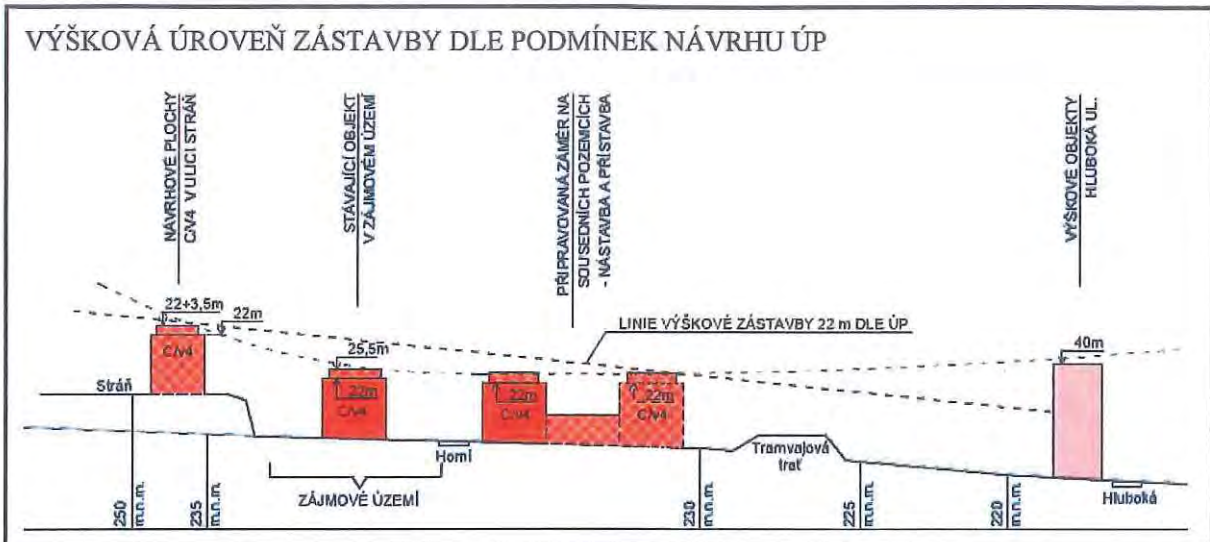 VÝŠKOVÁ ÚROVEŇ ZÁSTAVBY DLE PODMÍNEK NÁVRHU ÚP
NÁVRHOVÉ PLOCHY
C/v4 V ULICI STRÁŇ
STÁVAJÍCÍ OBJEKT
V ZÁJMOVÉM ÚZEMÍ
PŘIPRAVOVANÁ ZÁMĚR NA
SOUSEDNÍCH POZEMCÍCH
- NÁSTAVBA A PŘÍSTAVBA
VÝŠKOVÉ OBJEKTY
HLUBOKÁ UL.
22+3,5m
22m
LINIE VÝŠKOVÉ ZÁSTAVBY 22 m DLE ÚP
40m
25,5m
C/v4
Stráň
22m
C/v4
22m
C/v4
22m
C/v4
Horní
Tramvajová
trať
ZÁJMOVÉ ÚZEMÍ
Hluboká
250
m.n.m.
235
m.n.m.
230
m.n.m.
225
m.n.m.
220
m.n.m.